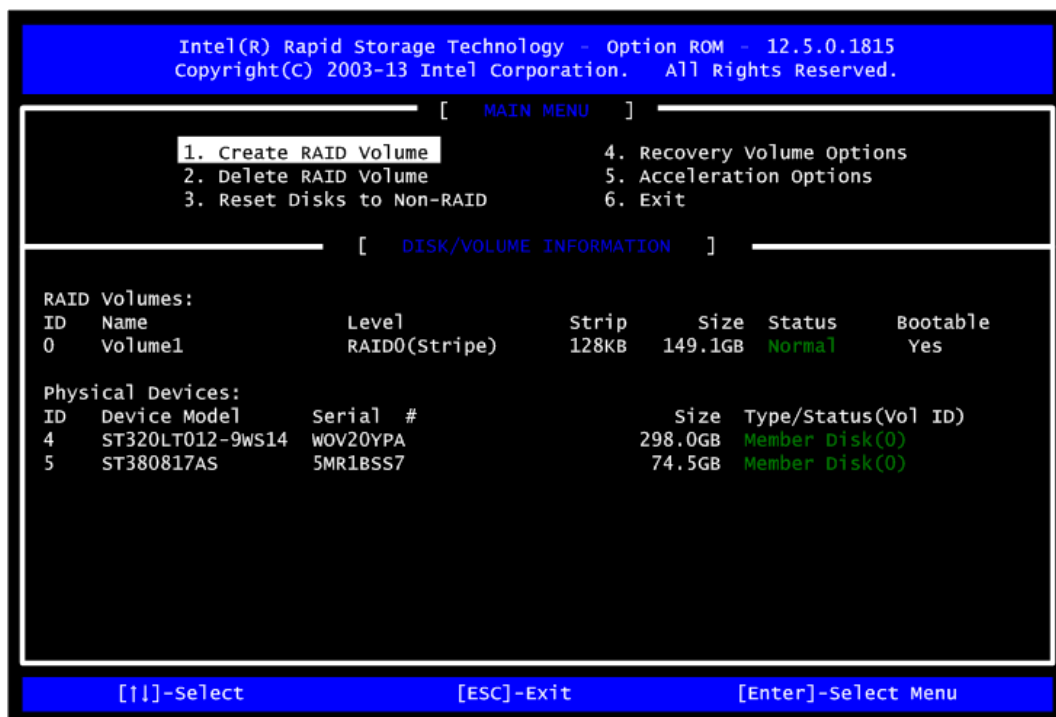 Intel(R) Rapid Storage Technology - Option ROM - 12.5.0.1815
Copyright(C) 2003-13 Intel Corporation. All Rights Reserved.
[ MAIN MENU ]
1. Create RAID Volume 4. Recovery Volume Options
2. Delete RAID Volume 5. Acceleration Options
3. Reset Disks to Non-RAID 6. Exit
[ DISK/VOLUME INFORMATION ]
RAID Volumes:
ID Name Level Strip Size Status Bootable
0 Volume1 RAID0(Stripe) 128KB 149.1GB Normal Yes
Physical Devices:
ID Device Model Serial # Size Type/Status(Vol ID)
4 ST320LT012-9WS14 W0V20YPA 298.0GB Member Disk(0)
5 ST380817AS 5MR1BSS7 74.5GB Member Disk(0)
[↑↓]-Select [ESC]-Exit [Enter]-Select Menu